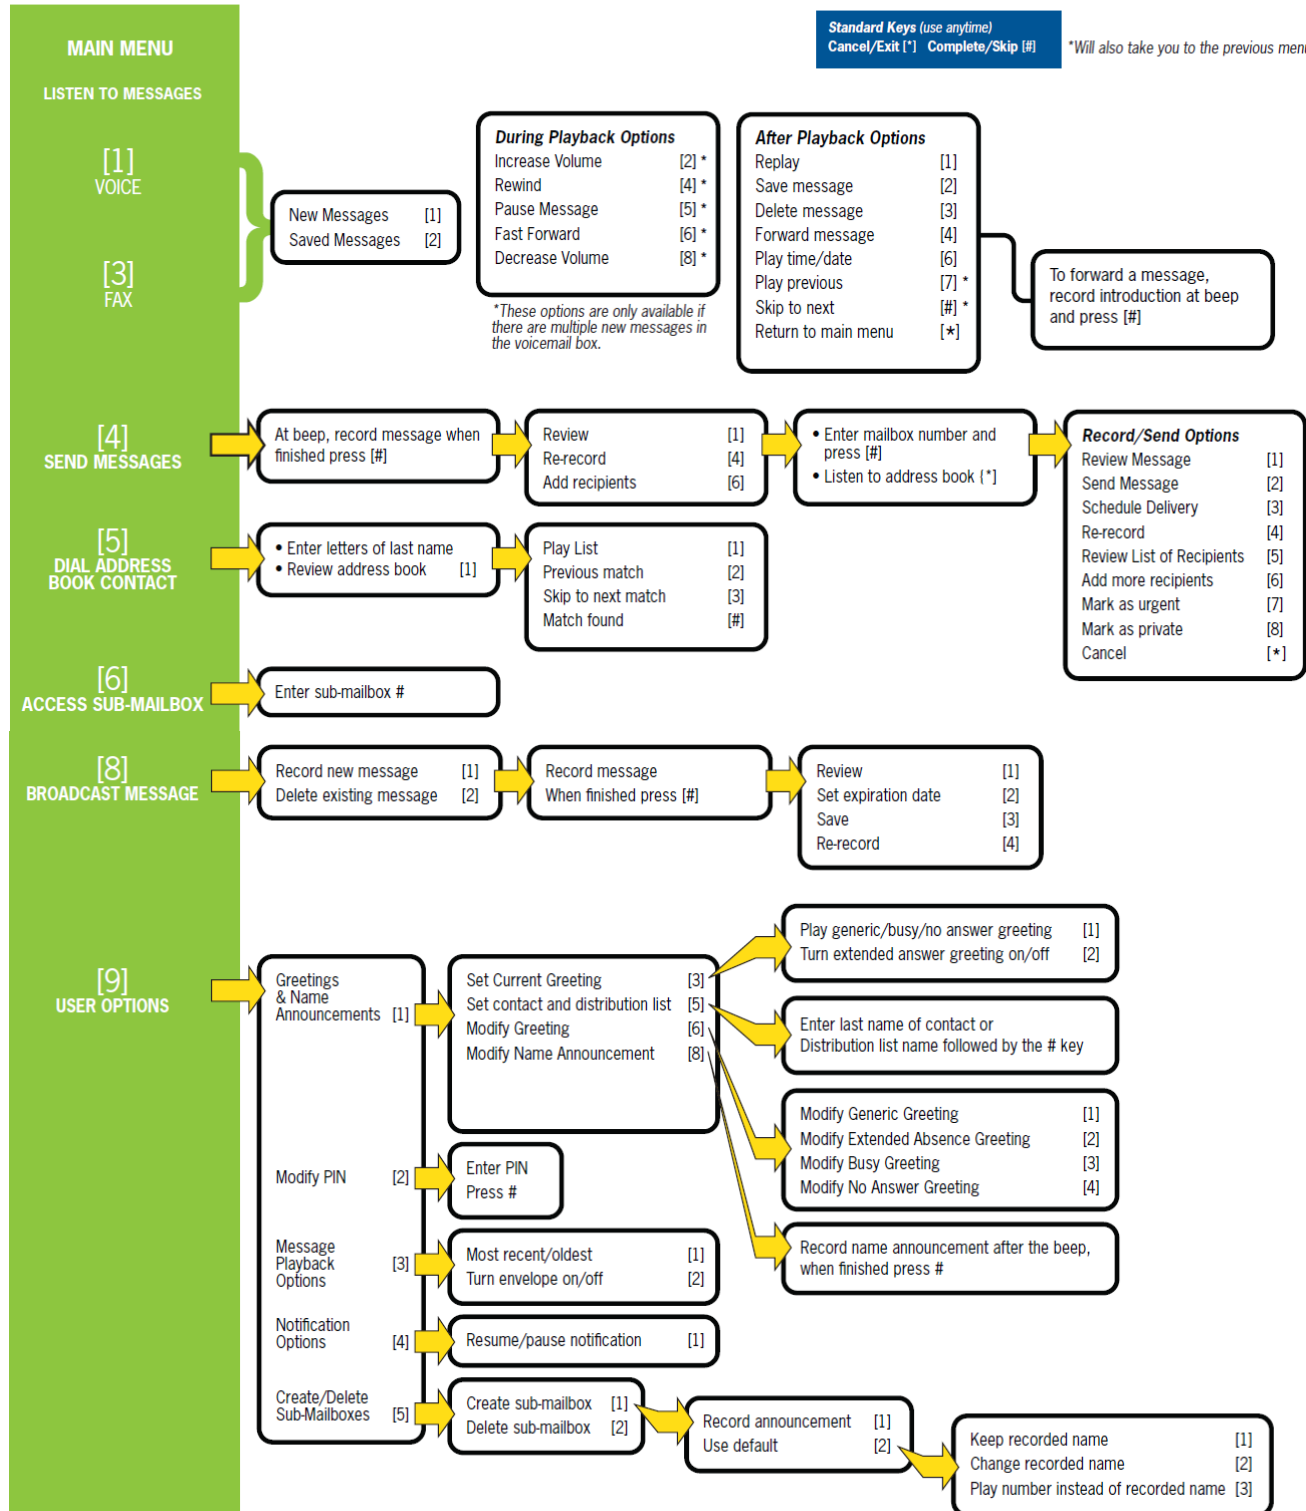 MAIN MENU
Standard Keys (use anytime)
Cancel/Exit [*] Complete/Skip [#]
*Will also take you to the previous menu
LISTEN TO MESSAGES
[1]
VOICE
[3]
FAX
New Messages [1]
Saved Messages [2]
During Playback Options
Increase Volume [2] *
Rewind [4] *
Pause Message [5] *
Fast Forward [6] *
Decrease Volume [8] *
*These options are only available if
there are multiple new messages in
the voicemail box.
After Playback Options
Replay [1]
Save message [2]
Delete message [3]
Forward message [4]
Play time/date [6]
Play previous [7] *
Skip to next [#] *
Return to main menu [*]
To forward a message,
record introduction at beep
and press [#]
[4]
SEND MESSAGES
At beep, record message when
finished press [#]
Review [1]
Re-record [4]
Add recipients [6]
• Enter mailbox number and
press [#]
• Listen to address book {*]
Record/Send Options
Review Message [1]
Send Message [2]
Schedule Delivery [3]
Re-record [4]
Review List of Recipients [5]
Add more recipients [6]
Mark as urgent [7]
Mark as private [8]
Cancel [*]
[5]
DIAL ADDRESS
BOOK CONTACT
• Enter letters of last name
• Review address book [1]
Play List [1]
Previous match [2]
Skip to next match [3]
Match found [#]
[6]
ACCESS SUB-MAILBOX
Enter sub-mailbox #
[8]
BROADCAST MESSAGE
Record new message [1]
Delete existing message [2]
Record message
When finished press [#]
Review [1]
Set expiration date [2]
Save [3]
Re-record [4]
[9]
USER OPTIONS
Greetings
& Name
Announcements [1]
Set Current Greeting [3]
Set contact and distribution list [5]
Modify Greeting [6]
Modify Name Announcement [8]
Play generic/busy/no answer greeting [1]
Turn extended answer greeting on/off [2]
Enter last name of contact or
Distribution list name followed by the # key
Modify Generic Greeting [1]
Modify Extended Absence Greeting [2]
Modify Busy Greeting [3]
Modify No Answer Greeting [4]
Record name announcement after the beep,
when finished press #
Modify PIN [2]
Enter PIN
Press #
Message
Playback
Options [3]
Most recent/oldest [1]
Turn envelope on/off [2]
Notification
Options [4]
Resume/pause notification [1]
Create/Delete
Sub-Mailboxes [5]
Create sub-mailbox [1]
Delete sub-mailbox [2]
Record announcement [1]
Use default [2]
Keep recorded name [1]
Change recorded name [2]
Play number instead of recorded name [3]